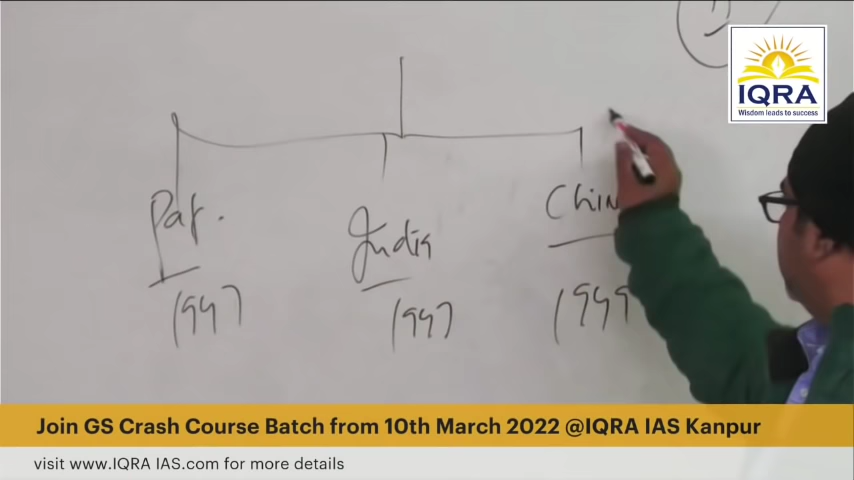 IQRA
Wisdom leads to success
Pak.
India
Chin
1947
1947
1949
Join GS Crash Course Batch from 10th March 2022 @IQRA IAS Kanpur
visit www.IQRA IAS.com for more details